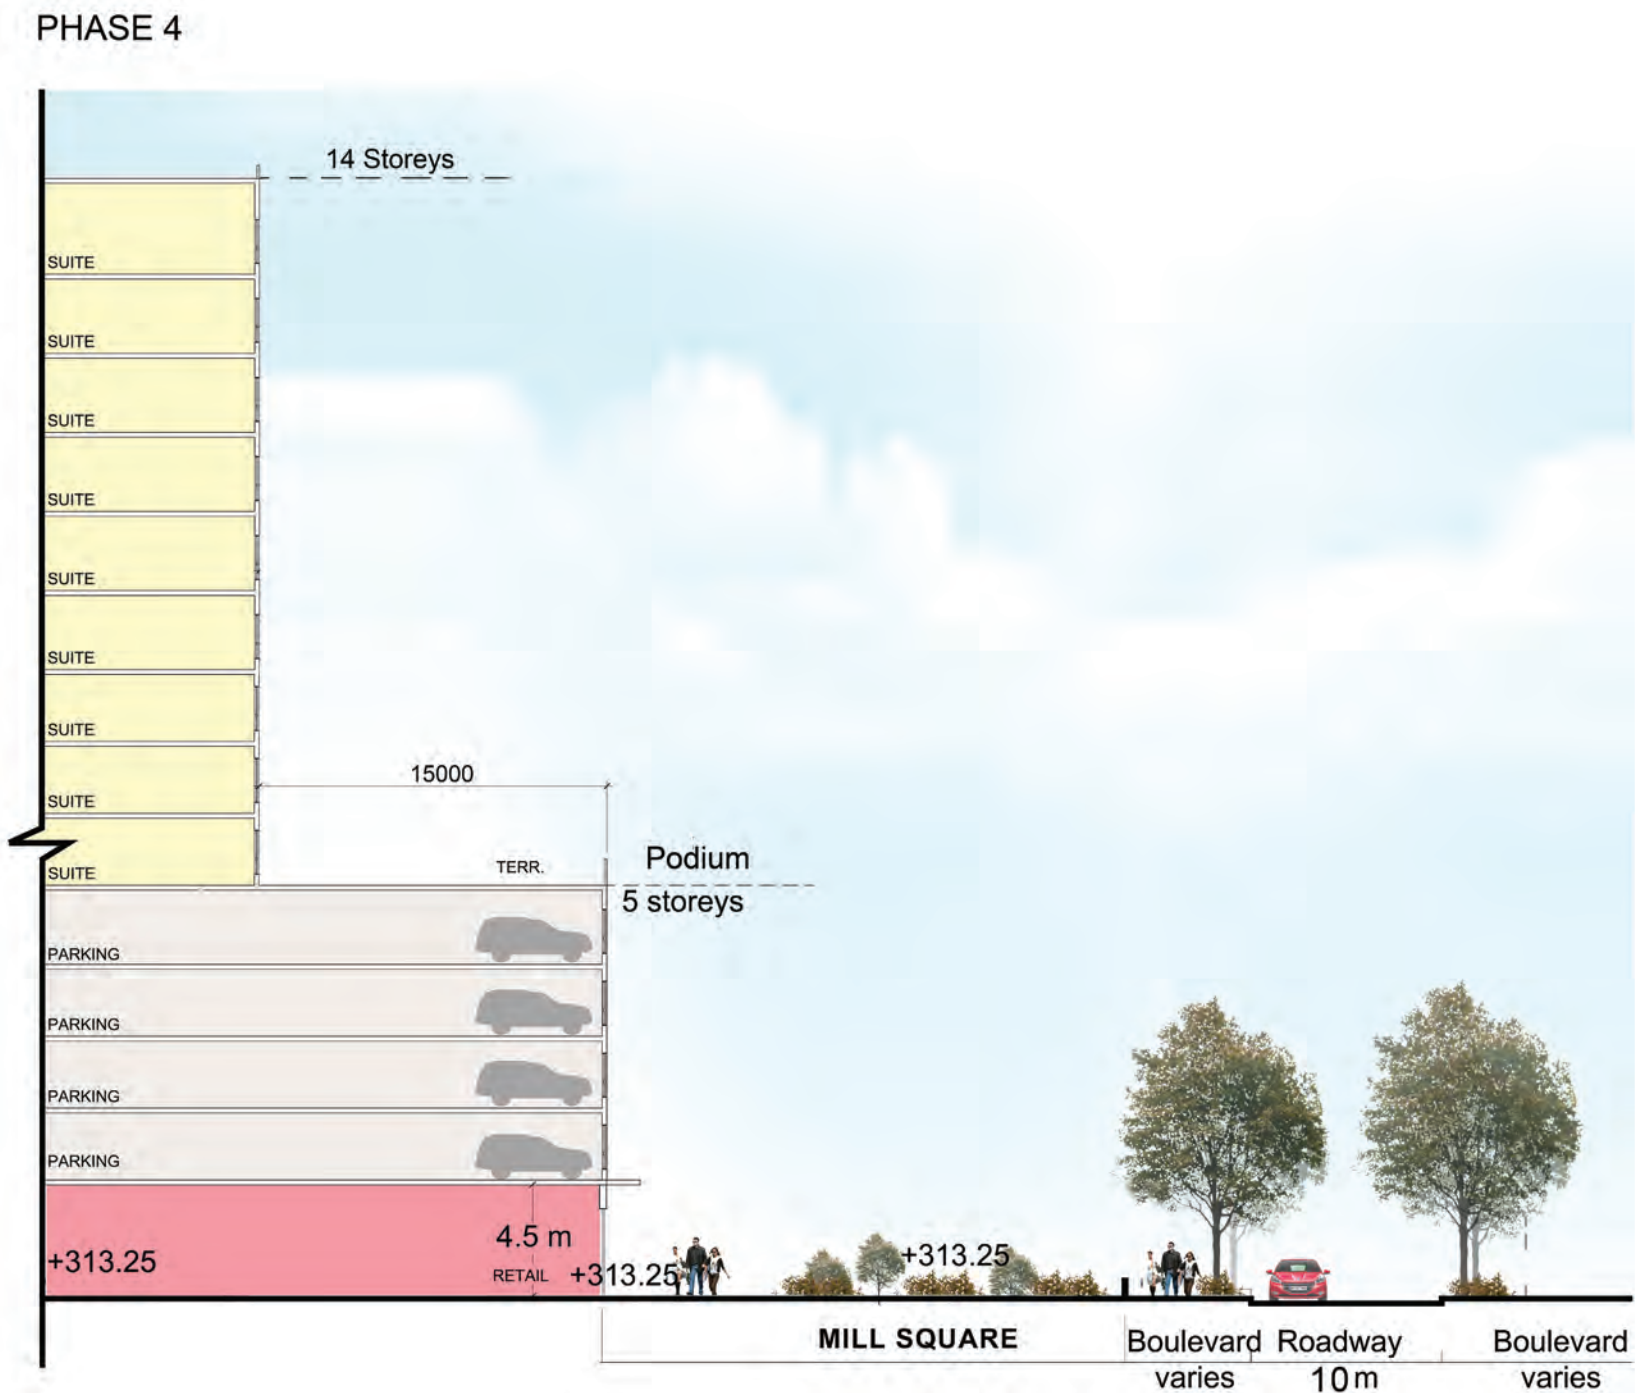 PHASE 4
14 Storeys
SUITE
SUITE
SUITE
SUITE
SUITE
SUITE
SUITE
15000
SUITE
Podium
SUITE
TERR.
5 storeys
PARKING
PARKING
PARKING
PARKING
4.5 m
+313.25
RETAIL
+313.25
+313.25
MILL SQUARE
Boulevard
varies
Roadway
10 m
Boulevard
varies